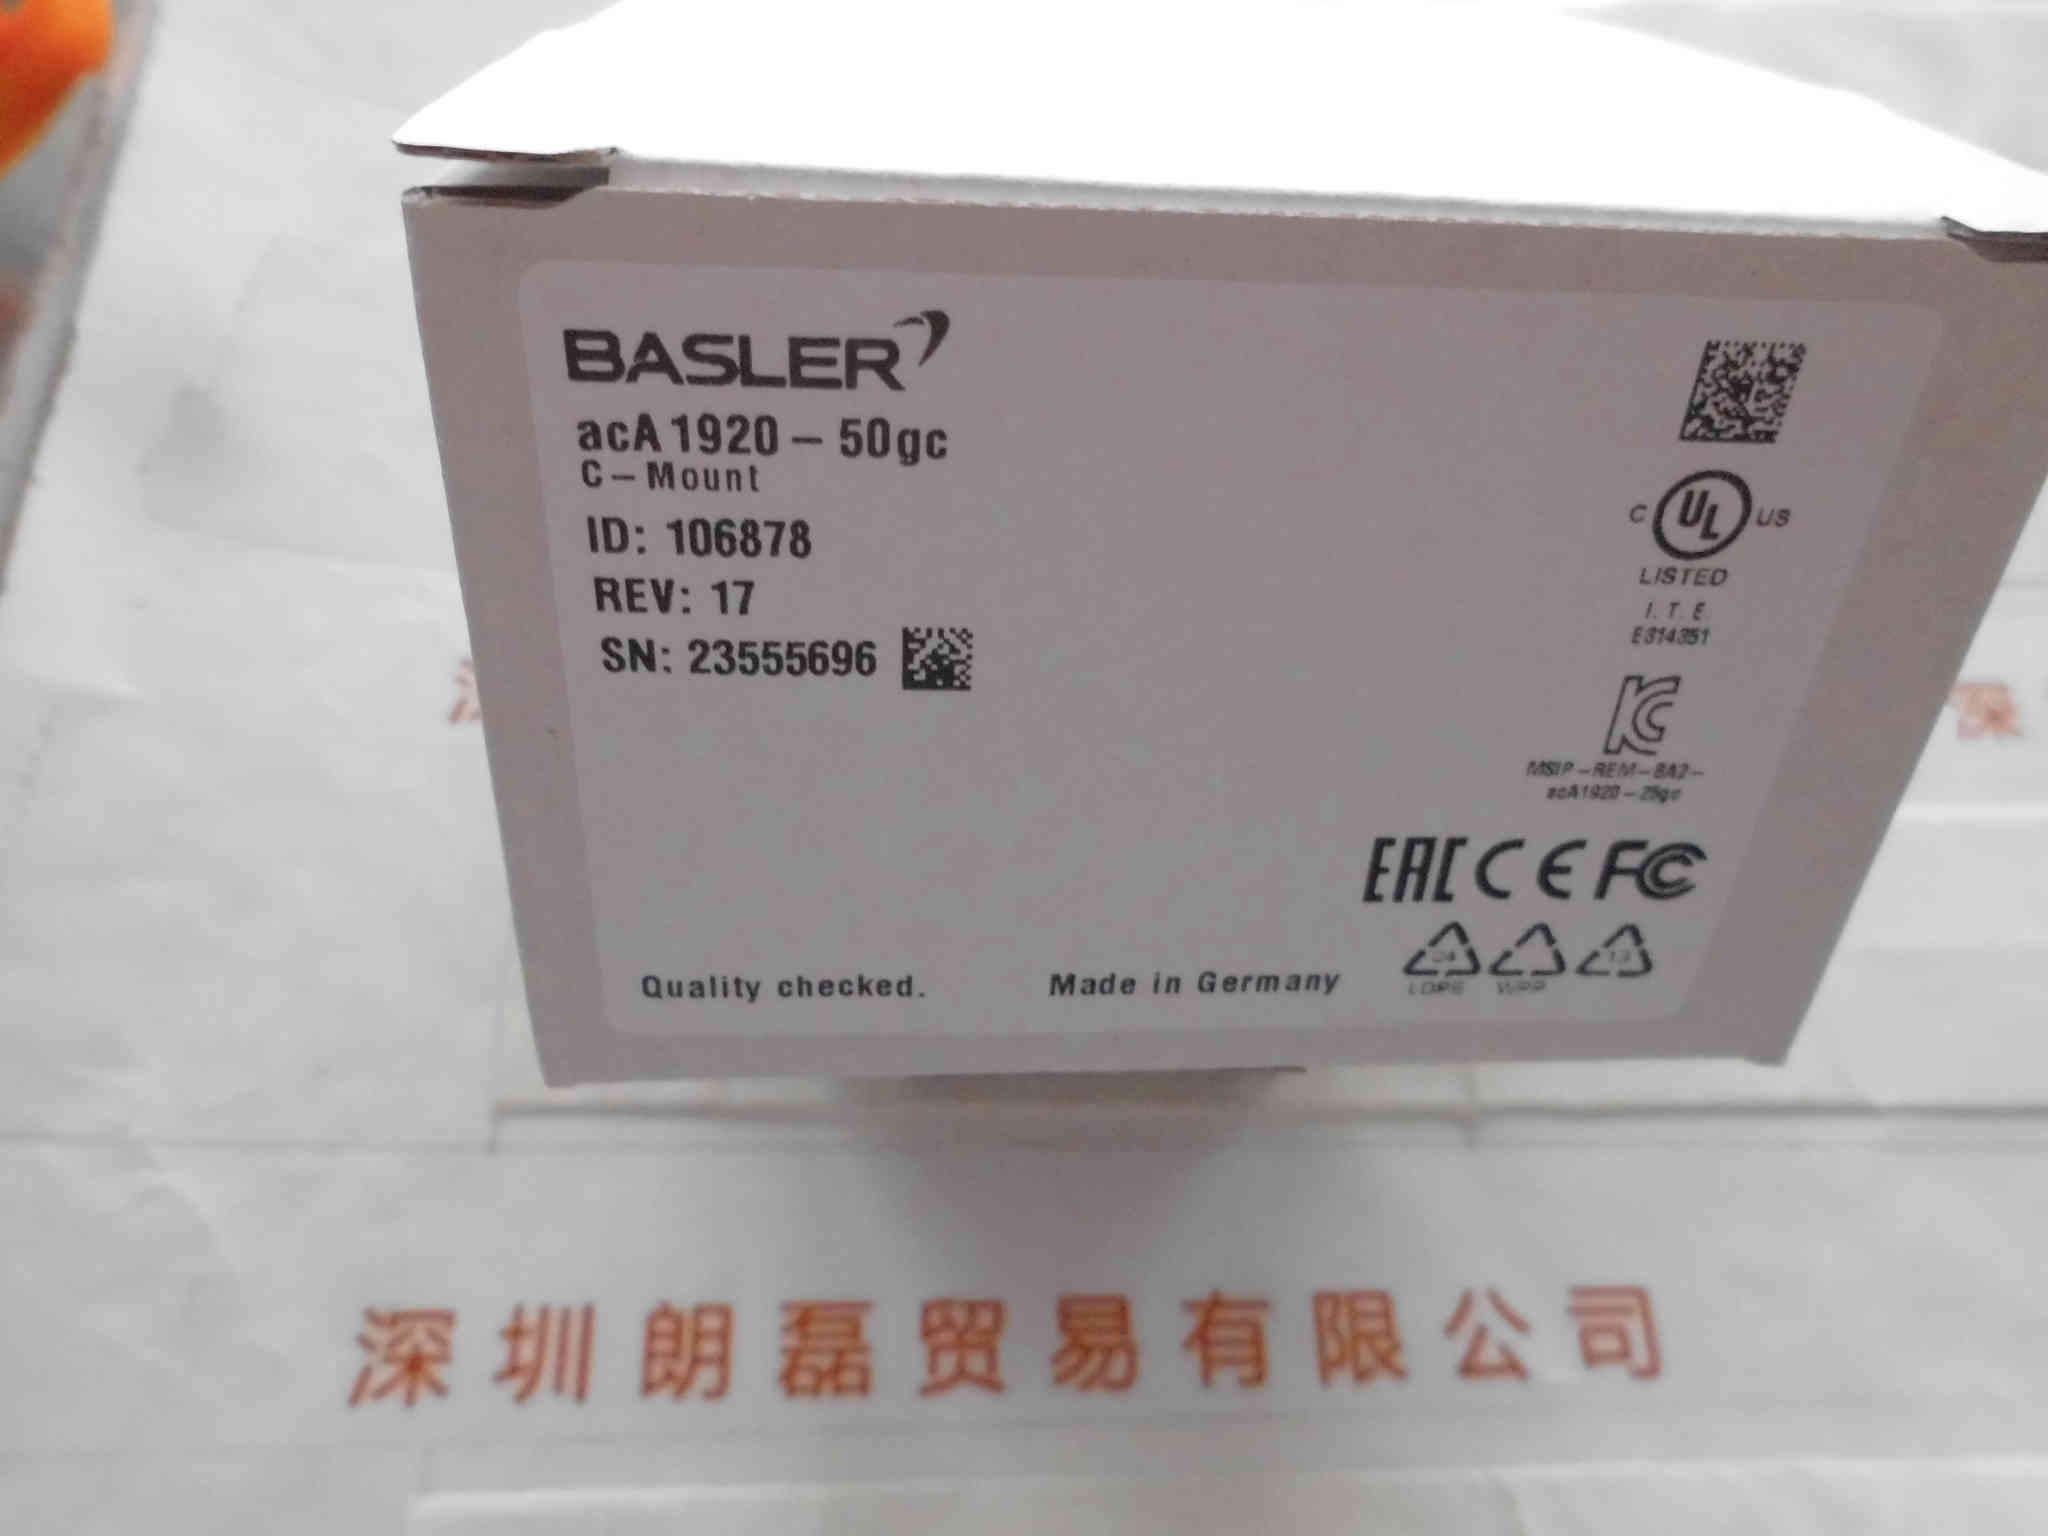 BASLER
acA1920-50gc
C-Mount
ID: 106878
REV: 17
SN: 23555696
C UL US
LISTED
I.T.E.
E314351
MSIP-REM-BA2-
acA1920-25gc
EAC CE FC
Quality checked.
Made in Germany
深圳朗磊贸易有限公司